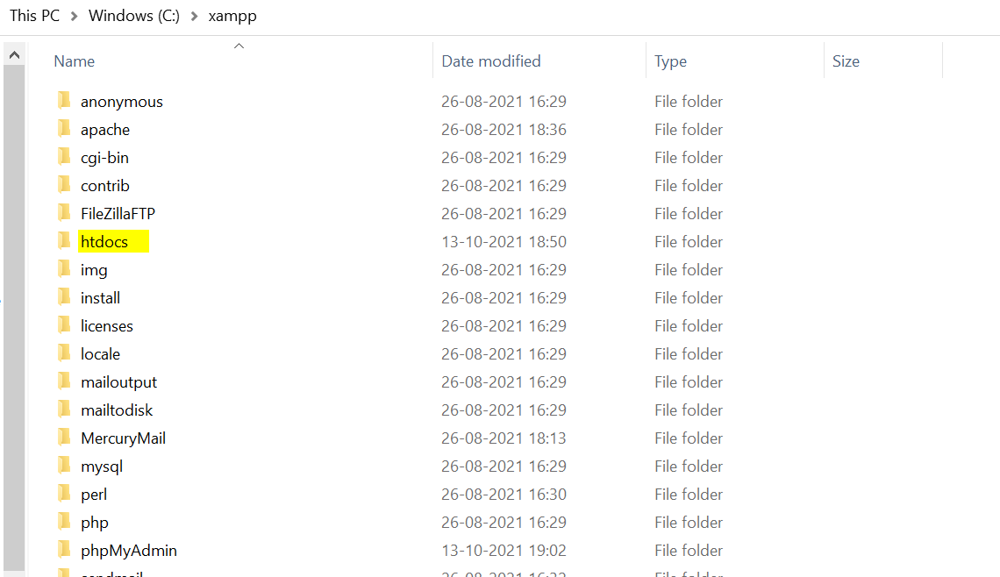 This PC > Windows (C:) > xampp
Name Date modified Type Size
anonymous 26-08-2021 16:29 File folder
apache 26-08-2021 18:36 File folder
cgi-bin 26-08-2021 16:29 File folder
contrib 26-08-2021 16:29 File folder
FileZillaFTP 26-08-2021 16:29 File folder
htdocs 13-10-2021 18:50 File folder
img 26-08-2021 16:29 File folder
install 26-08-2021 16:29 File folder
licenses 26-08-2021 16:29 File folder
locale 26-08-2021 16:29 File folder
mailoutput 26-08-2021 16:29 File folder
mailtodisk 26-08-2021 16:29 File folder
MercuryMail 26-08-2021 18:13 File folder
mysql 26-08-2021 16:29 File folder
perl 26-08-2021 16:30 File folder
php 26-08-2021 16:29 File folder
phpMyAdmin 13-10-2021 19:02 File folder